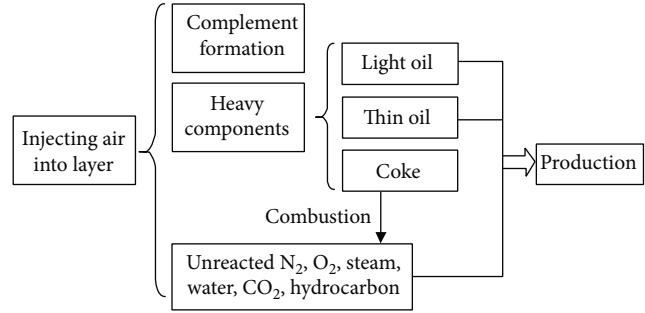 Complement
formation
Light oil
Heavy
components
Thin oil
Injecting air
into layer
Production
Coke
Combustion
Unreacted N₂, O₂, steam,
water, CO₂, hydrocarbon